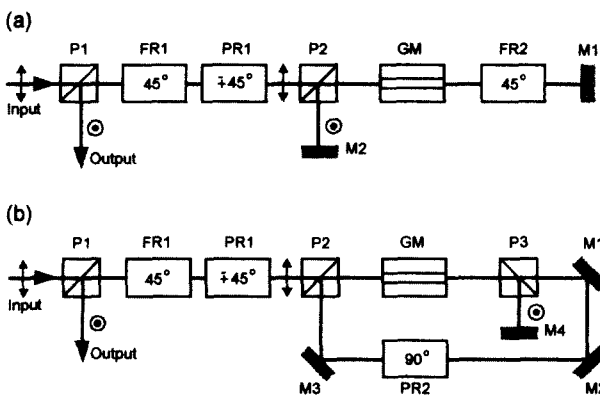 (a)
P1 FR1 PR1 P2 GM FR2 M1
45° ∓45° 45°
Input
M2
Output
(b)
P1 FR1 PR1 P2 GM P3 M1
45° ∓45°
Input
M4
Output
90°
M3 PR2 M2